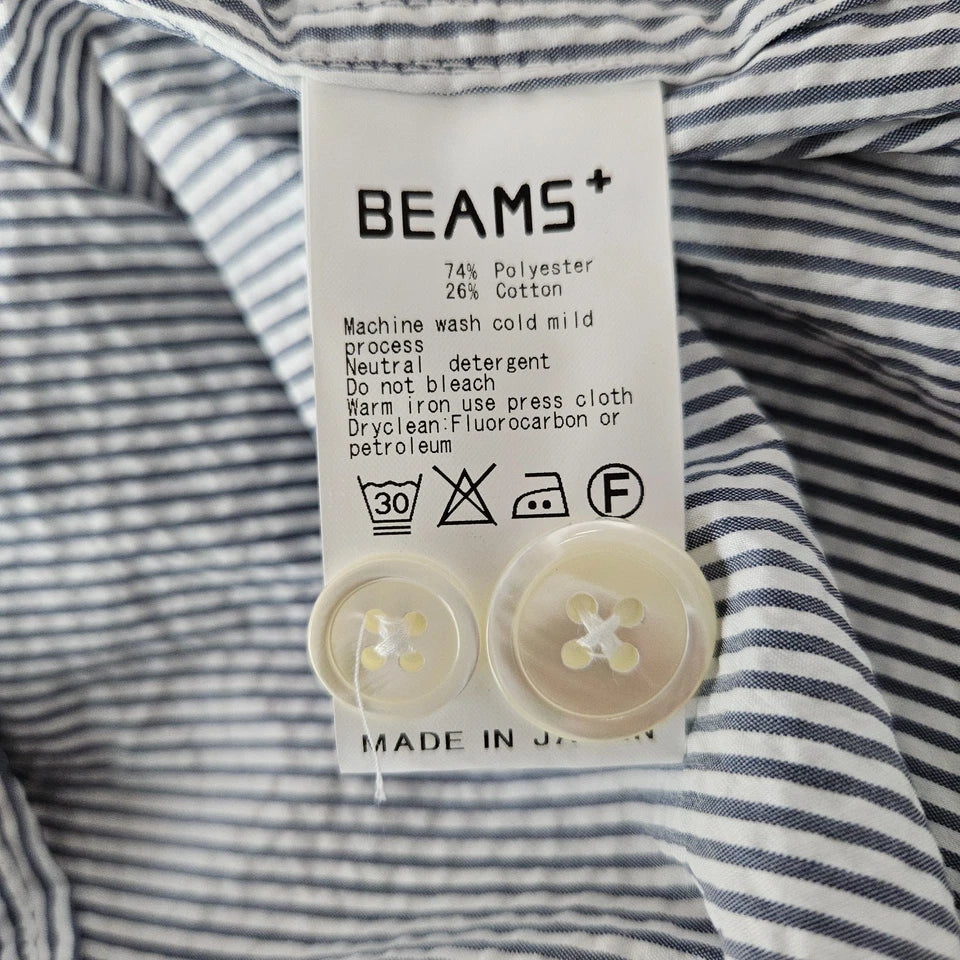 BEAMS+
74% Polyester
26% Cotton
Machine wash cold mild
process
Neutral detergent
Do not bleach
Warm iron use press cloth
Dryclean:Fluorocarbon or
petroleum
30 F
MADE IN JAPAN